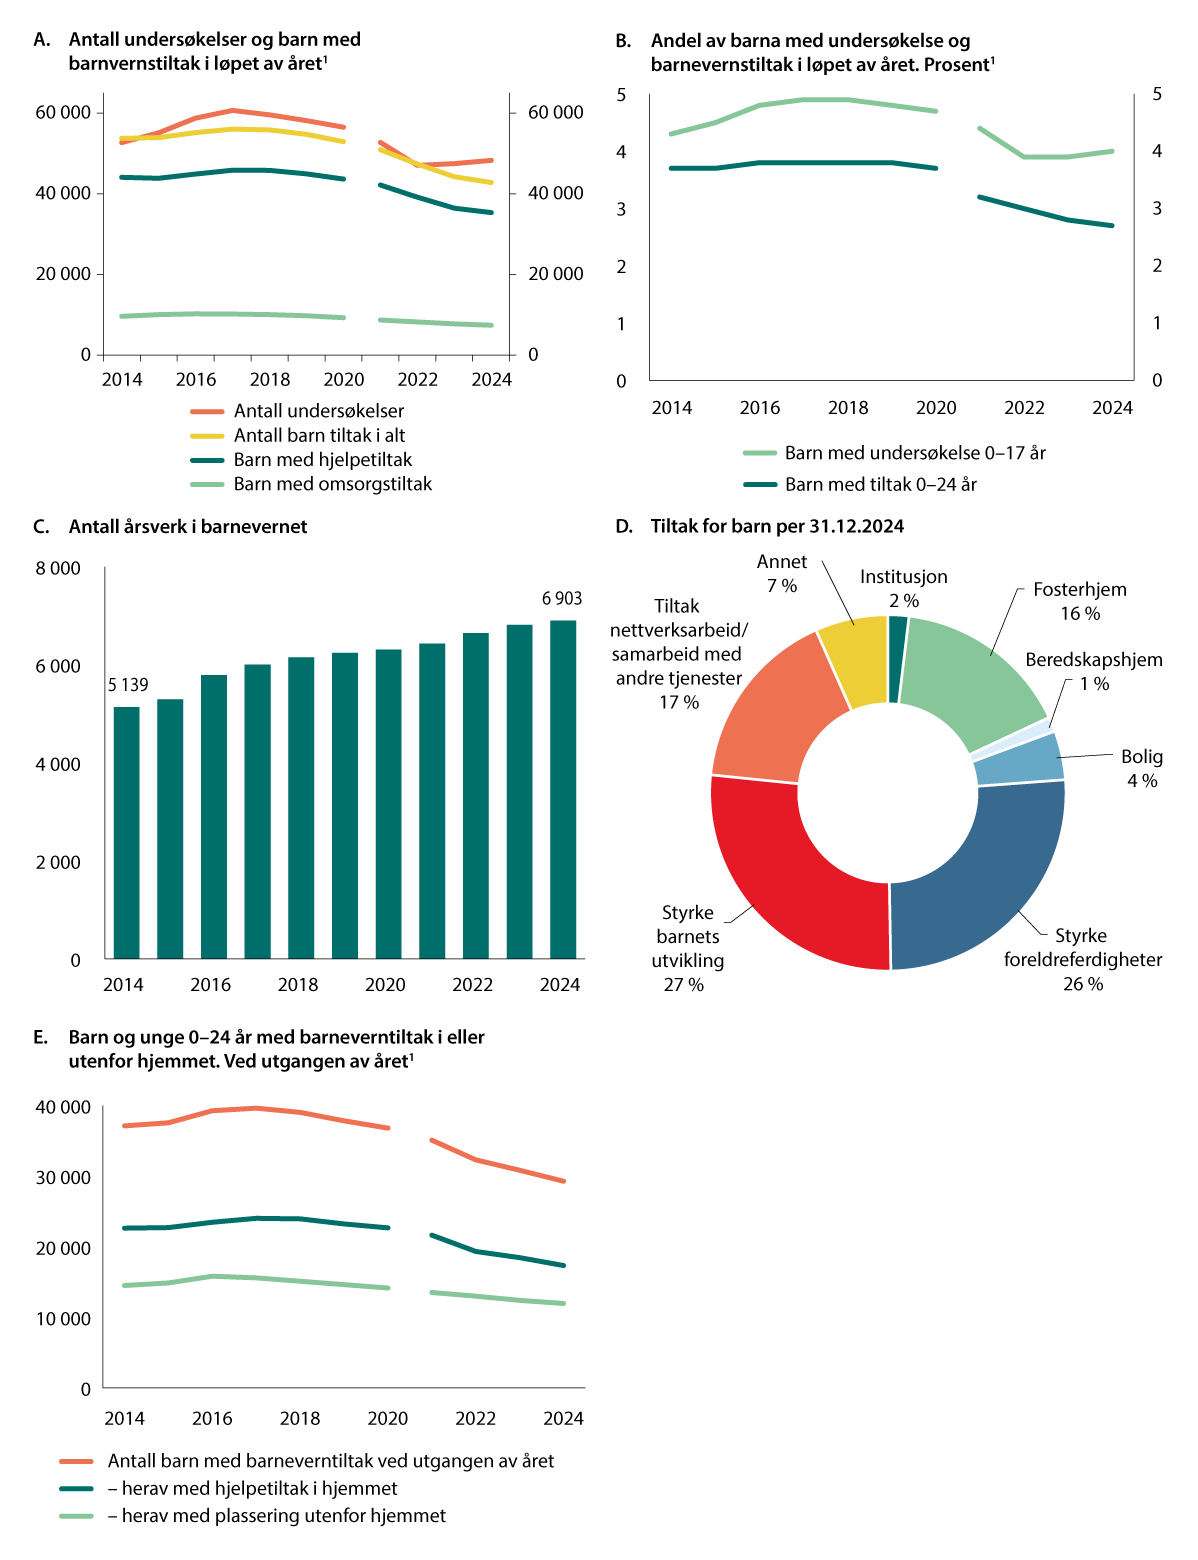 A. Antall undersøkelser og barn med
barnvernstiltak i løpet av året¹
60 000
60 000
40 000
40 000
20 000
20 000
0
0
2014
2016
2018
2020
2022
2024
Antall undersøkelser
Antall barn tiltak i alt
Barn med hjelpetiltak
Barn med omsorgstiltak
B. Andel av barna med undersøkelse og
barnevernstiltak i løpet av året. Prosent¹
5
5
4
4
3
3
2
2
1
1
0
0
2014
2016
2018
2020
2022
2024
Barn med undersøkelse 0–17 år
Barn med tiltak 0–24 år
C. Antall årsverk i barnevernet
8 000
6 000
4 000
2 000
0
5 139
6 903
2014
2016
2018
2020
2022
2024
D. Tiltak for barn per 31.12.2024
Annet
7 %
Institusjon
2 %
Fosterhjem
16 %
Beredskapshjem
1 %
Bolig
4 %
Styrke
foreldreferdigheter
26 %
Styrke
barnets
utvikling
27 %
Tiltak
nettverksarbeid/
samarbeid med
andre tjenester
17 %
E. Barn og unge 0–24 år med barneverntiltak i eller
utenfor hjemmet. Ved utgangen av året¹
40 000
30 000
20 000
10 000
0
2014
2016
2018
2020
2022
2024
Antall barn med barneverntiltak ved utgangen av året
– herav med hjelpetiltak i hjemmet
– herav med plassering utenfor hjemmet